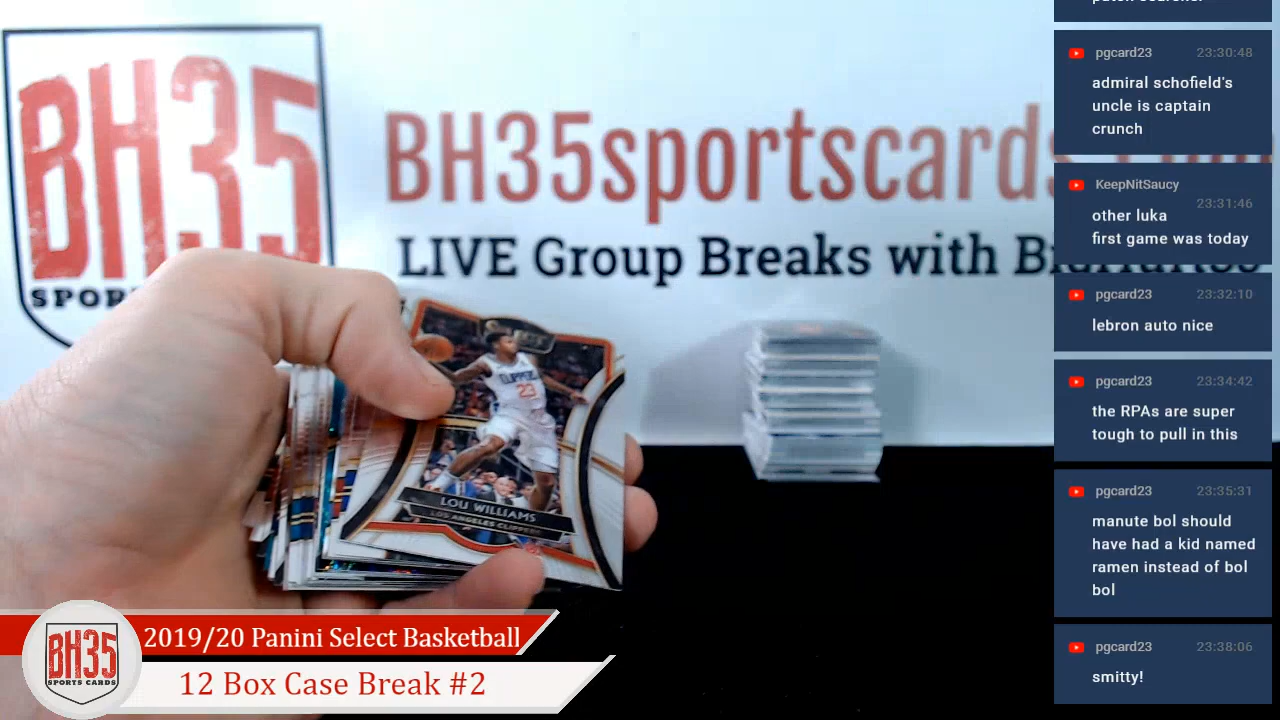 BH35
SPOR
BH35sportscards
LIVE Group Breaks with
SELECT
CLIPPERS
23
LOU WILLIAMS
LOS ANGELES CLIPPERS
pgcard23 23:30:48
admiral schofield's
uncle is captain
crunch
KeepNitSaucy
23:31:46
other luka
first game was today
pgcard23 23:32:10
lebron auto nice
pgcard23 23:34:42
the RPAs are super
tough to pull in this
pgcard23 23:35:31
manute bol should
have had a kid named
ramen instead of bol
bol
pgcard23 23:38:06
smitty!
BH35
SPORTS CARDS
2019/20 Panini Select Basketball
12 Box Case Break #2